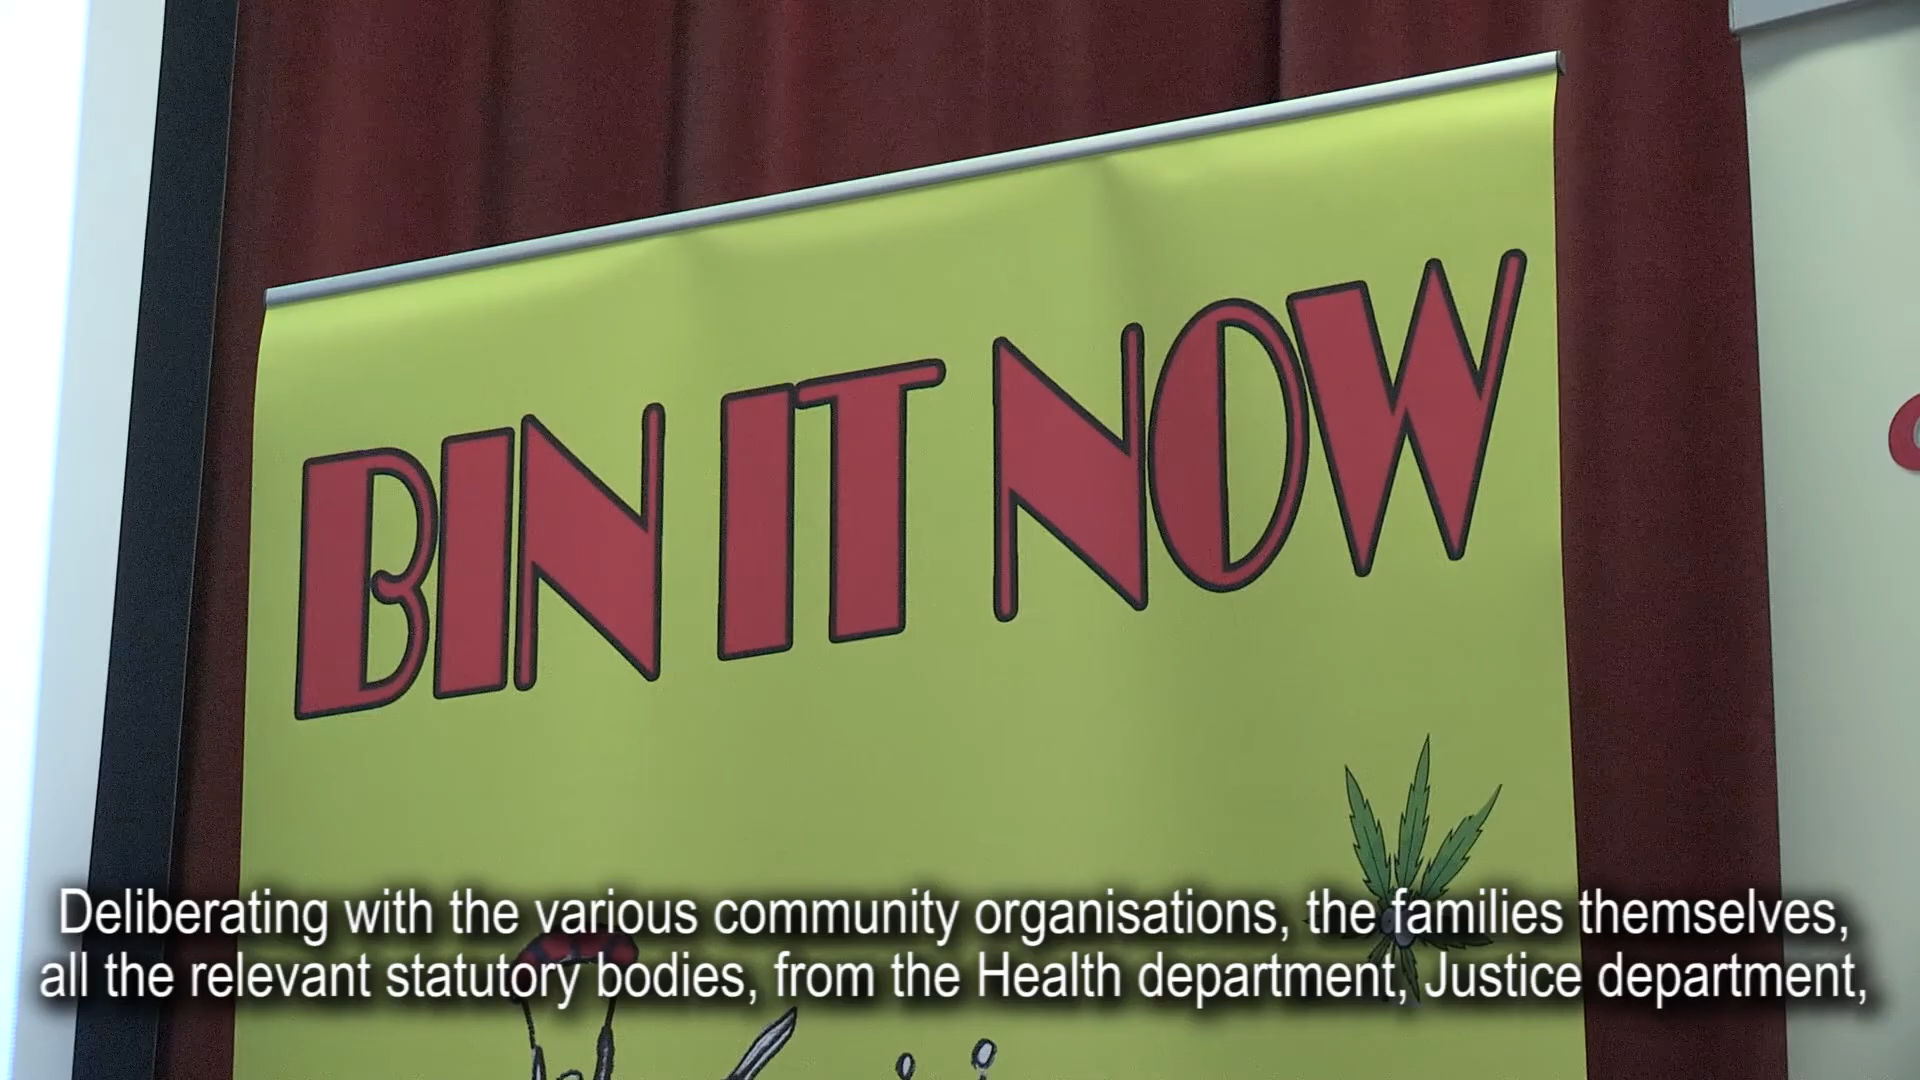 BIN IT NOW
Deliberating with the various community organisations, the families themselves,
all the relevant statutory bodies, from the Health department, Justice department,